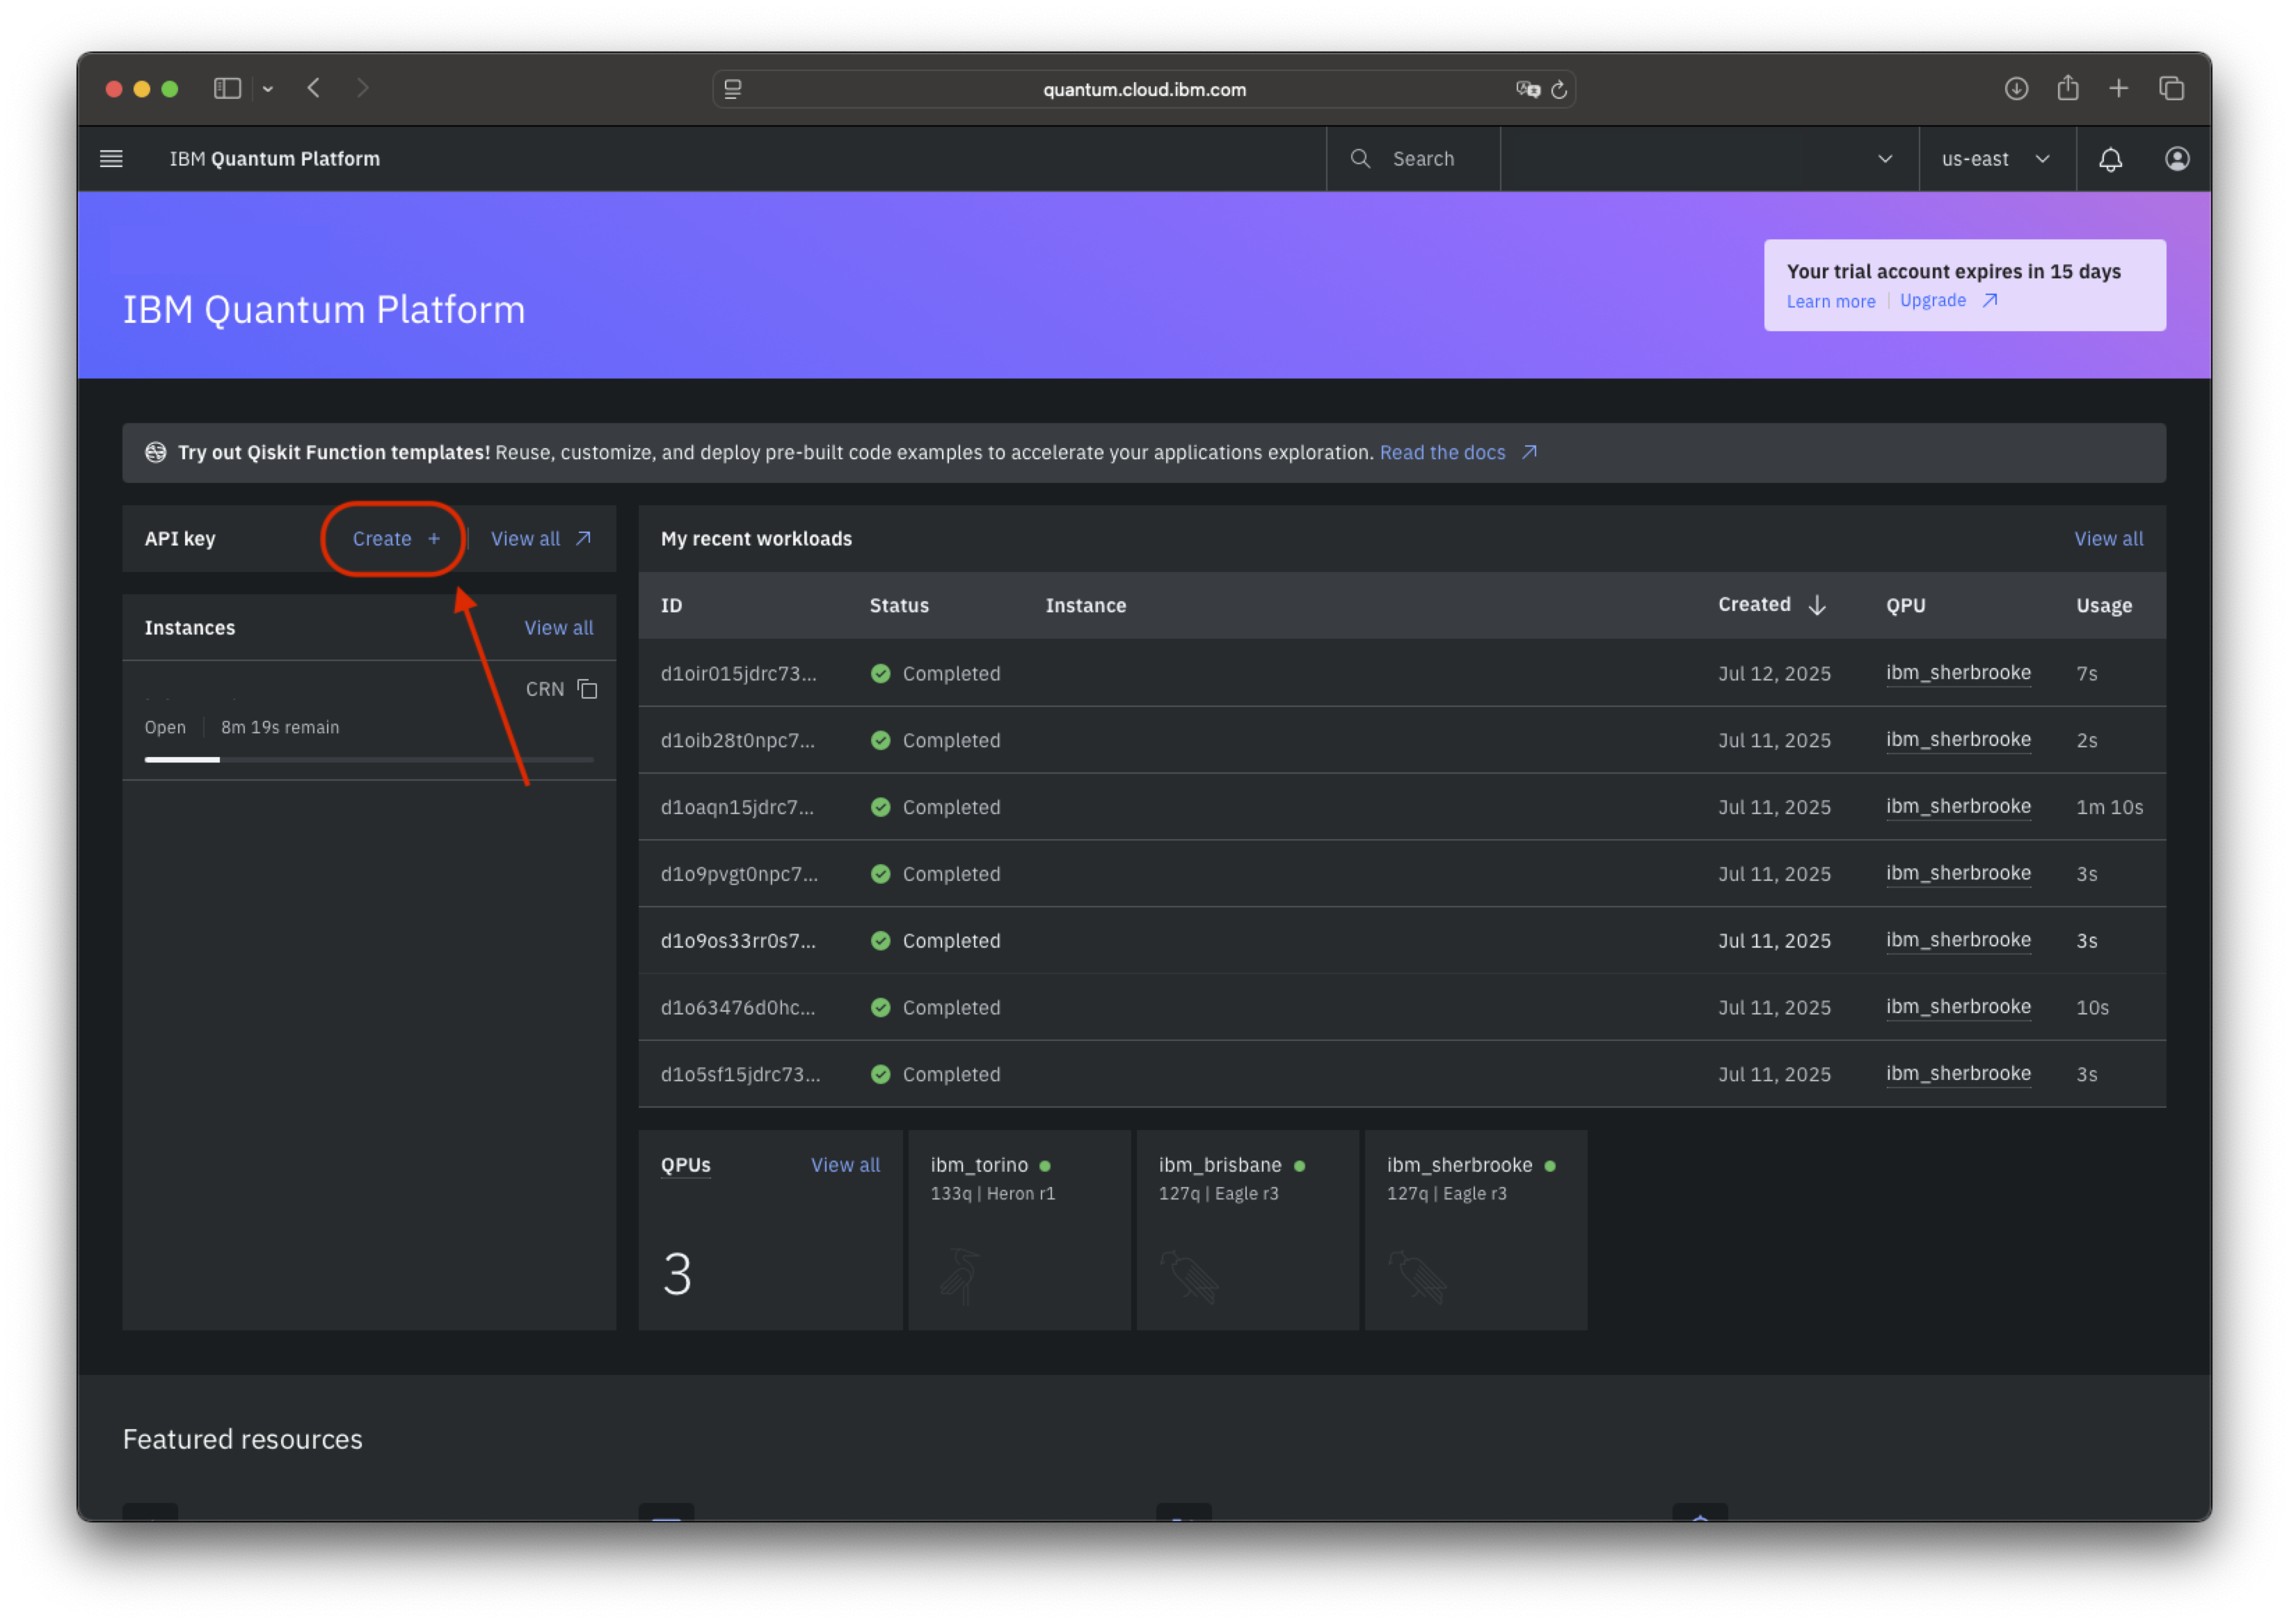 quantum.cloud.ibm.com
IBM Quantum Platform
Search
us-east
IBM Quantum Platform
Your trial account expires in 15 days
Learn more | Upgrade
Try out Qiskit Function templates! Reuse, customize, and deploy pre-built code examples to accelerate your applications exploration. Read the docs
API key Create + View all
Instances View all
CRN
Open 8m 19s remain
My recent workloads View all
ID Status Instance Created QPU Usage
d1oir015jdrc73... Completed Jul 12, 2025 ibm_sherbrooke 7s
d1oib28t0npc7... Completed Jul 11, 2025 ibm_sherbrooke 2s
d1oaqn15jdrc7... Completed Jul 11, 2025 ibm_sherbrooke 1m 10s
d1o9pvgt0npc7... Completed Jul 11, 2025 ibm_sherbrooke 3s
d1o9os33rr0s7... Completed Jul 11, 2025 ibm_sherbrooke 3s
d1o63476d0hc... Completed Jul 11, 2025 ibm_sherbrooke 10s
d1o5sf15jdrc73... Completed Jul 11, 2025 ibm_sherbrooke 3s
QPUs View all
3
ibm_torino
133q | Heron r1
ibm_brisbane
127q | Eagle r3
ibm_sherbrooke
127q | Eagle r3
Featured resources